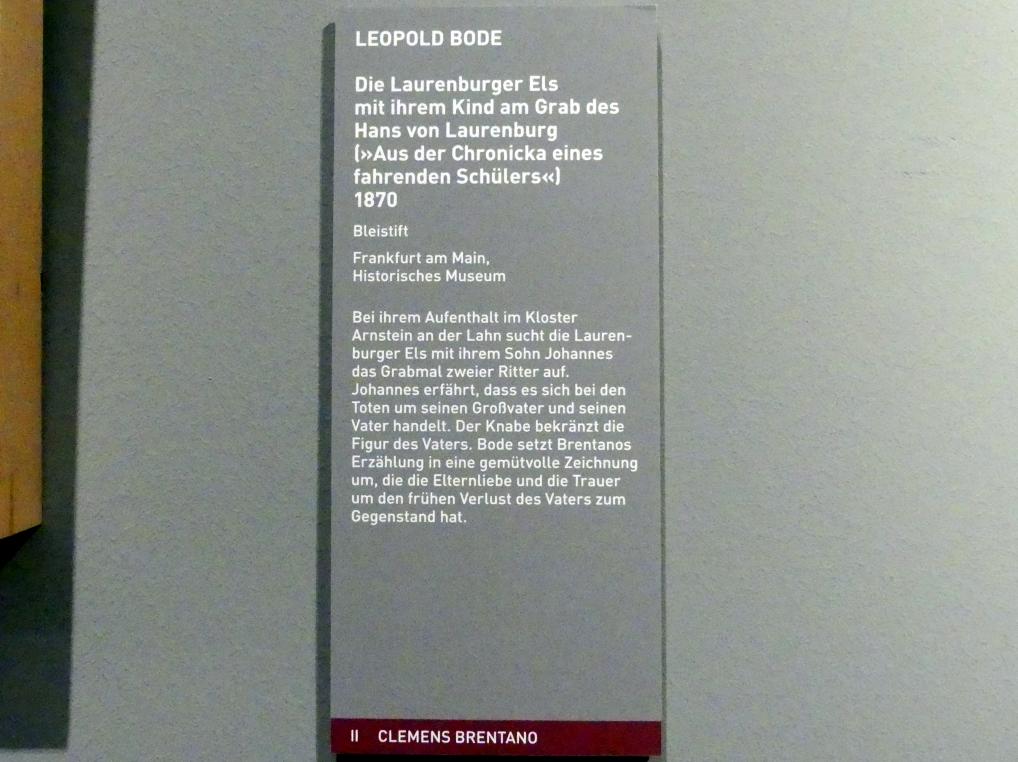 LEOPOLD BODE
Die Laurenburger Els
mit ihrem Kind am Grab des
Hans von Laurenburg
(»Aus der Chronicka eines
fahrenden Schülers«)
1870
Bleistift
Frankfurt am Main,
Historisches Museum
Bei ihrem Aufenthalt im Kloster
Arnstein an der Lahn sucht die Lauren-
burger Els mit ihrem Sohn Johannes
das Grabmal zweier Ritter auf.
Johannes erfährt, dass es sich bei den
Toten um seinen Großvater und seinen
Vater handelt. Der Knabe bekränzt die
Figur des Vaters. Bode setzt Brentanos
Erzählung in eine gemütvolle Zeichnung
um, die die Elternliebe und die Trauer
um den frühen Verlust des Vaters zum
Gegenstand hat.
II CLEMENS BRENTANO